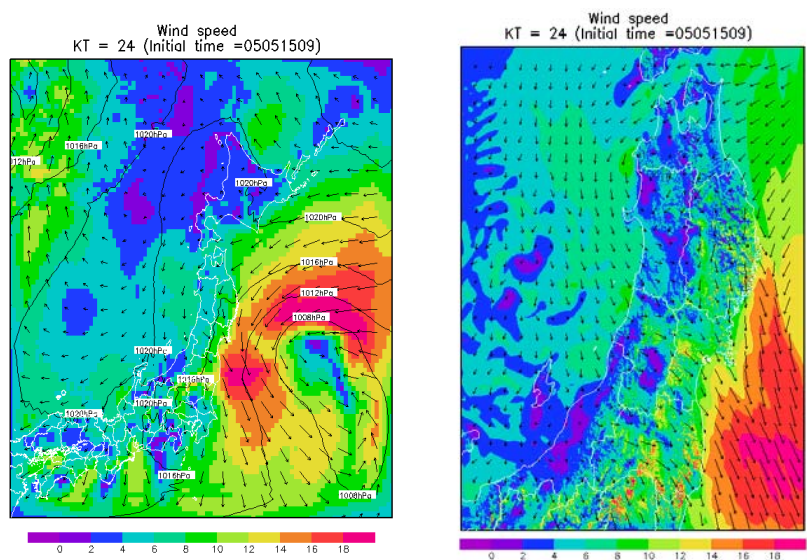 Wind speed
KT = 24 (Initial time =05051509)
1020hPa
1016hPa
1020hPa
1020hPa
1020hPa
1016hPa
1012hPa
1008hPa
1020hPa
1020hPa
1020hPa
1016hPa
1008hPa
0 2 4 6 8 10 12 14 16 18
Wind speed
KT = 24 (Initial time =05051509)
0 2 4 6 8 10 12 14 16 18